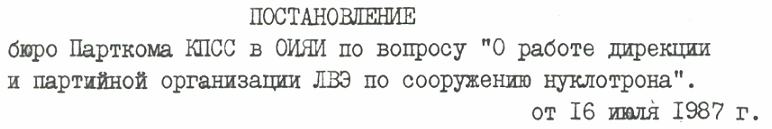 ПОСТАНОВЛЕНИЕ
бюро Парткома КПСС в ОИЯИ по вопросу "О работе дирекции
и партийной организации ЛВЭ по сооружению нуклотрона".
от 16 июля 1987 г.